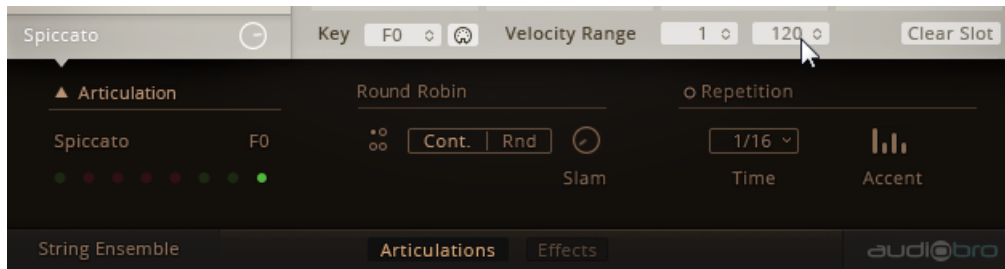 Spiccato Key F0 Velocity Range 1 120 Clear Slot
Articulation Round Robin Repetition
Spiccato F0 Cont. Rnd 1/16
Slam Time Accent
String Ensemble Articulations Effects audiobro